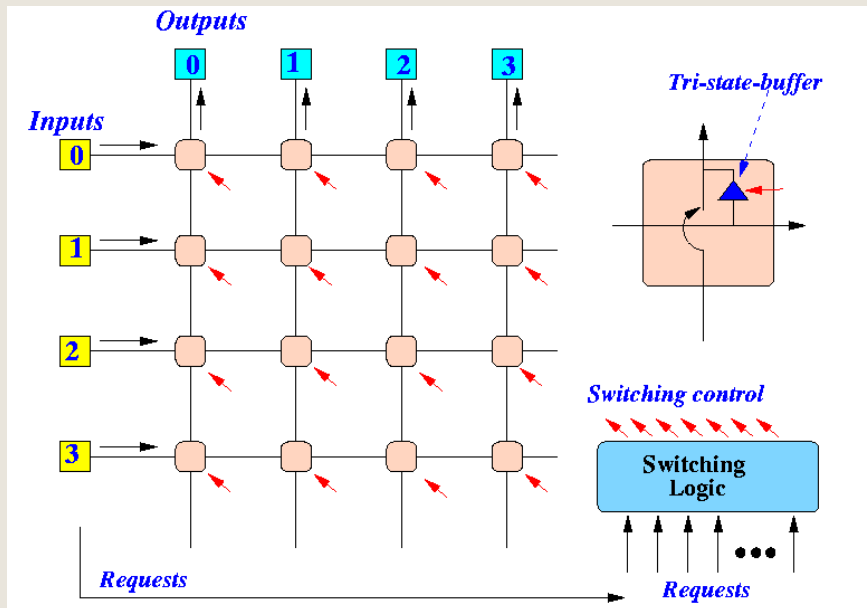 Outputs
0 1 2 3
Tri-state-buffer
Inputs
0
1
2
3
Switching control
Switching
Logic
Requests
Requests